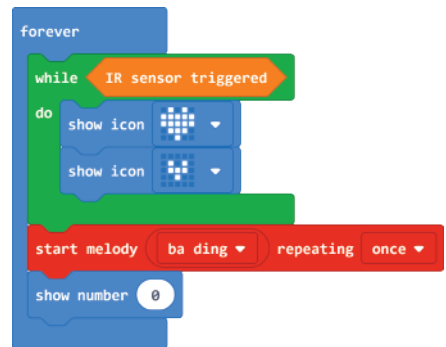 forever
while IR sensor triggered
do
show icon
show icon
start melody ba ding repeating once
show number 0